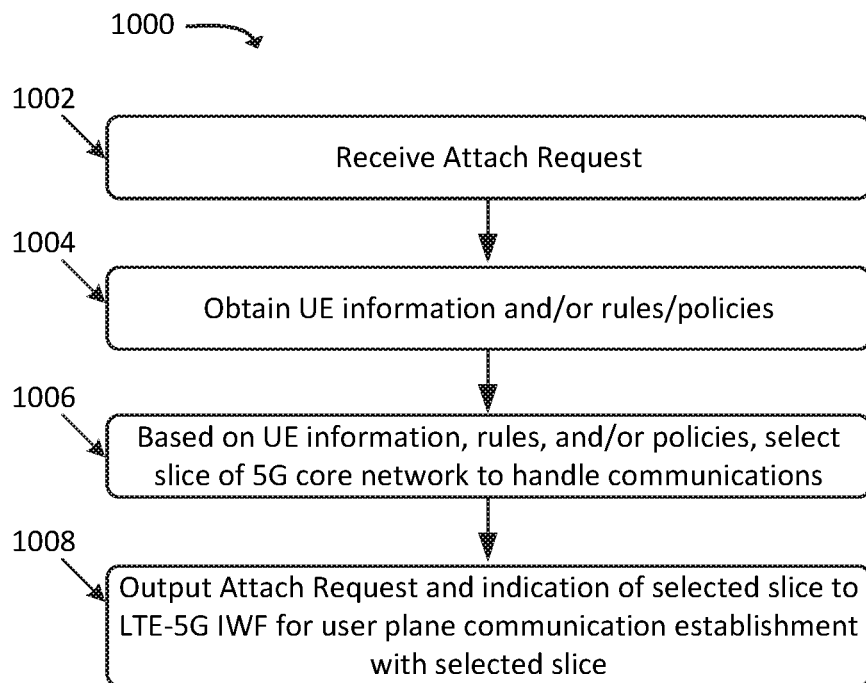 1000
1002
Receive Attach Request
1004
Obtain UE information and/or rules/policies
1006
Based on UE information, rules, and/or policies, select
slice of 5G core network to handle communications
1008
Output Attach Request and indication of selected slice to
LTE-5G IWF for user plane communication establishment
with selected slice